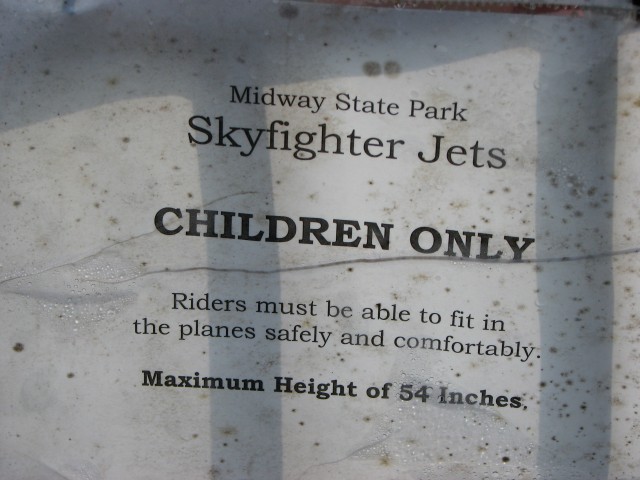 Midway State Park
Skyfighter Jets
CHILDREN ONLY
Riders must be able to fit in
the planes safely and comfortably.
Maximum Height of 54 Inches.